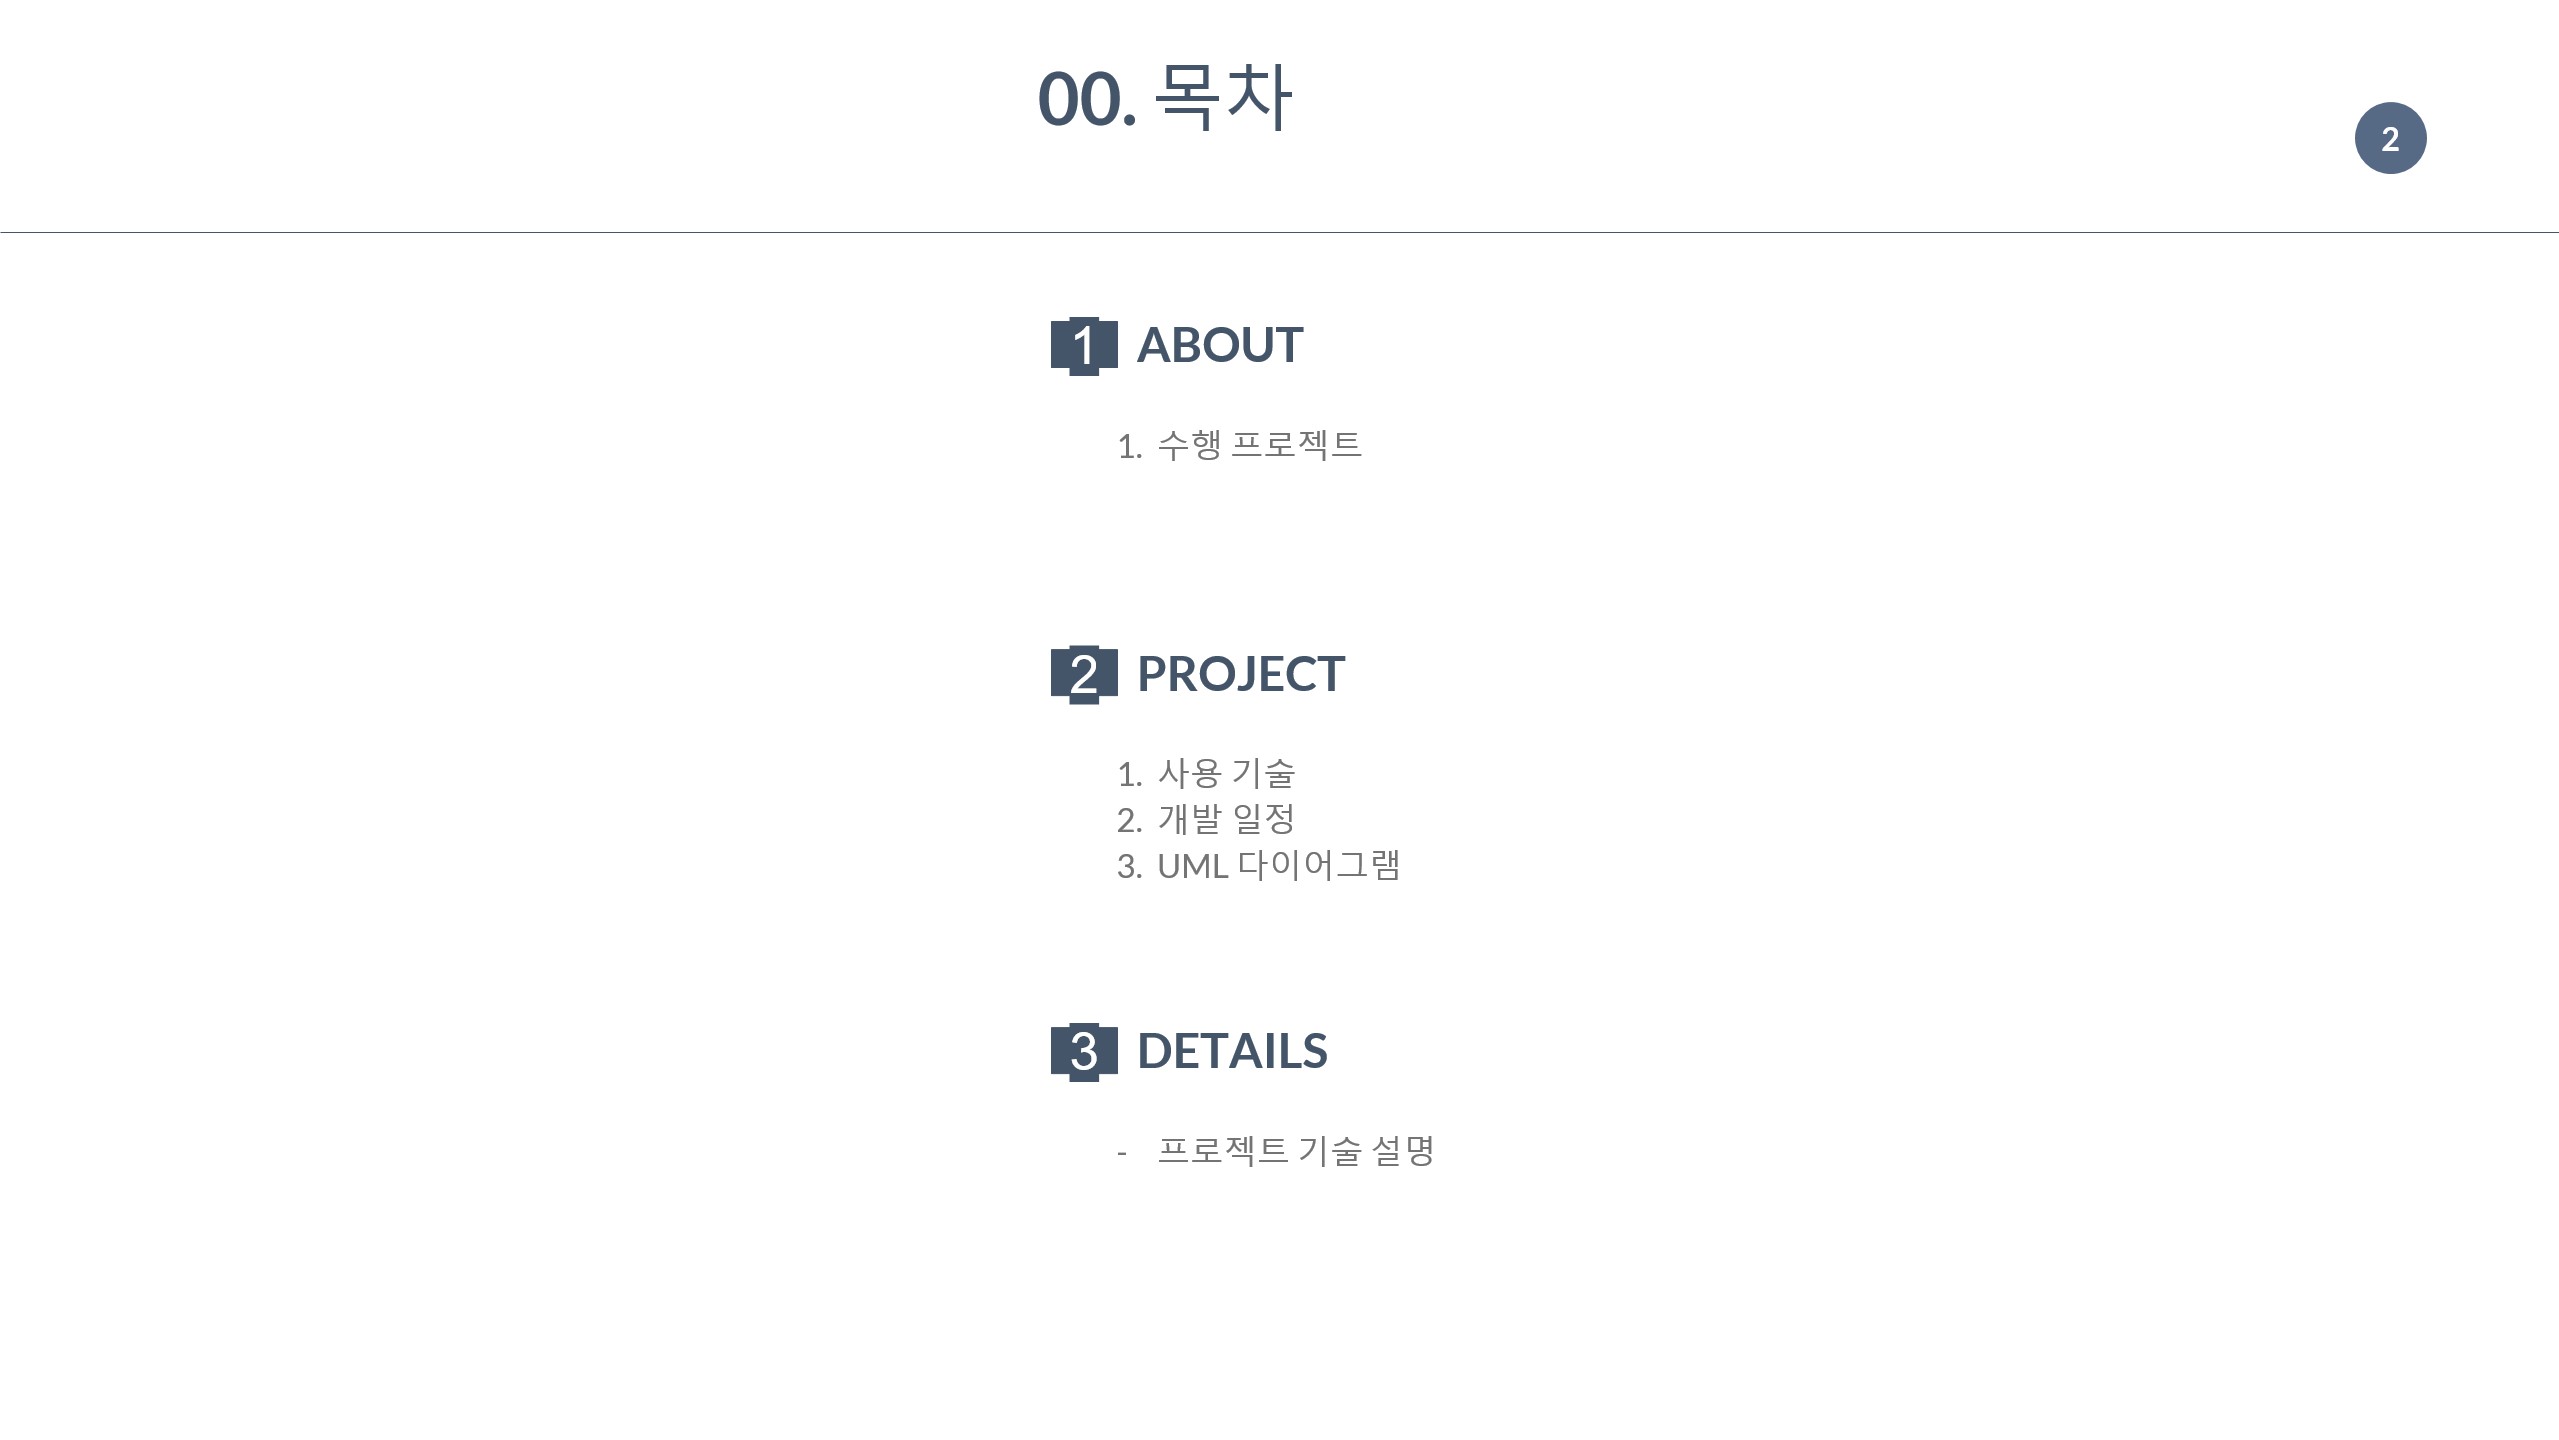 00. 목차
2
1 ABOUT
1. 수행 프로젝트
2 PROJECT
1. 사용 기술
2. 개발 일정
3. UML 다이어그램
3 DETAILS
- 프로젝트 기술 설명